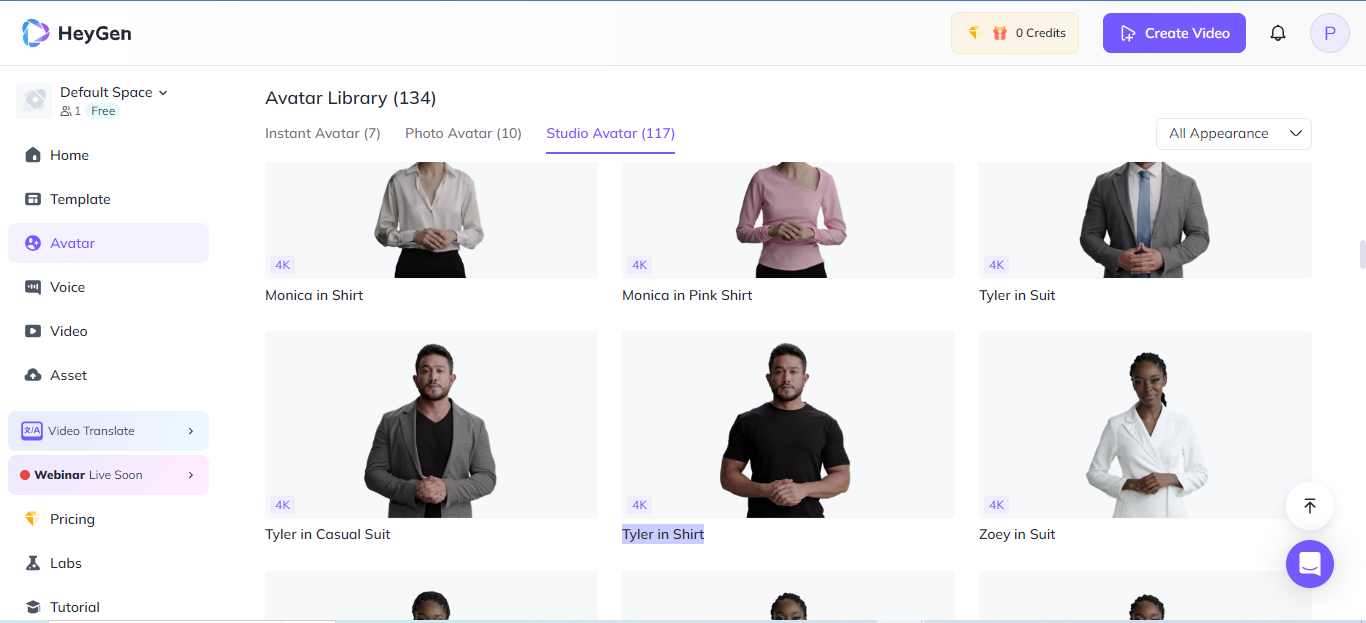 HeyGen
0 Credits
Create Video
P
Default Space
1 Free
Home
Template
Avatar
Voice
Video
Asset
文/A Video Translate
Webinar Live Soon
Pricing
Labs
Tutorial
Avatar Library (134)
Instant Avatar (7) Photo Avatar (10) Studio Avatar (117)
All Appearance
4K 4K 4K
Monica in Shirt Monica in Pink Shirt Tyler in Suit
4K 4K 4K
Tyler in Casual Suit Tyler in Shirt Zoey in Suit